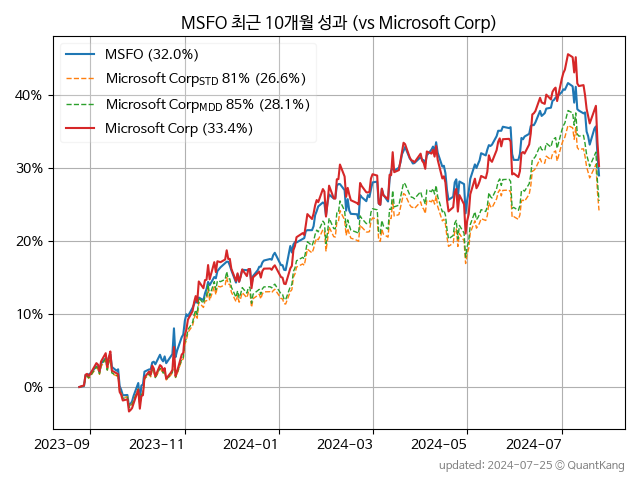 MSFO 최근 10개월 성과 (vs Microsoft Corp)
MSFO (32.0%)
Microsoft Corp_STD 81% (26.6%)
Microsoft Corp_MDD 85% (28.1%)
Microsoft Corp (33.4%)
40%
30%
20%
10%
0%
2023-09 2023-11 2024-01 2024-03 2024-05 2024-07
updated: 2024-07-25 © QuantKang